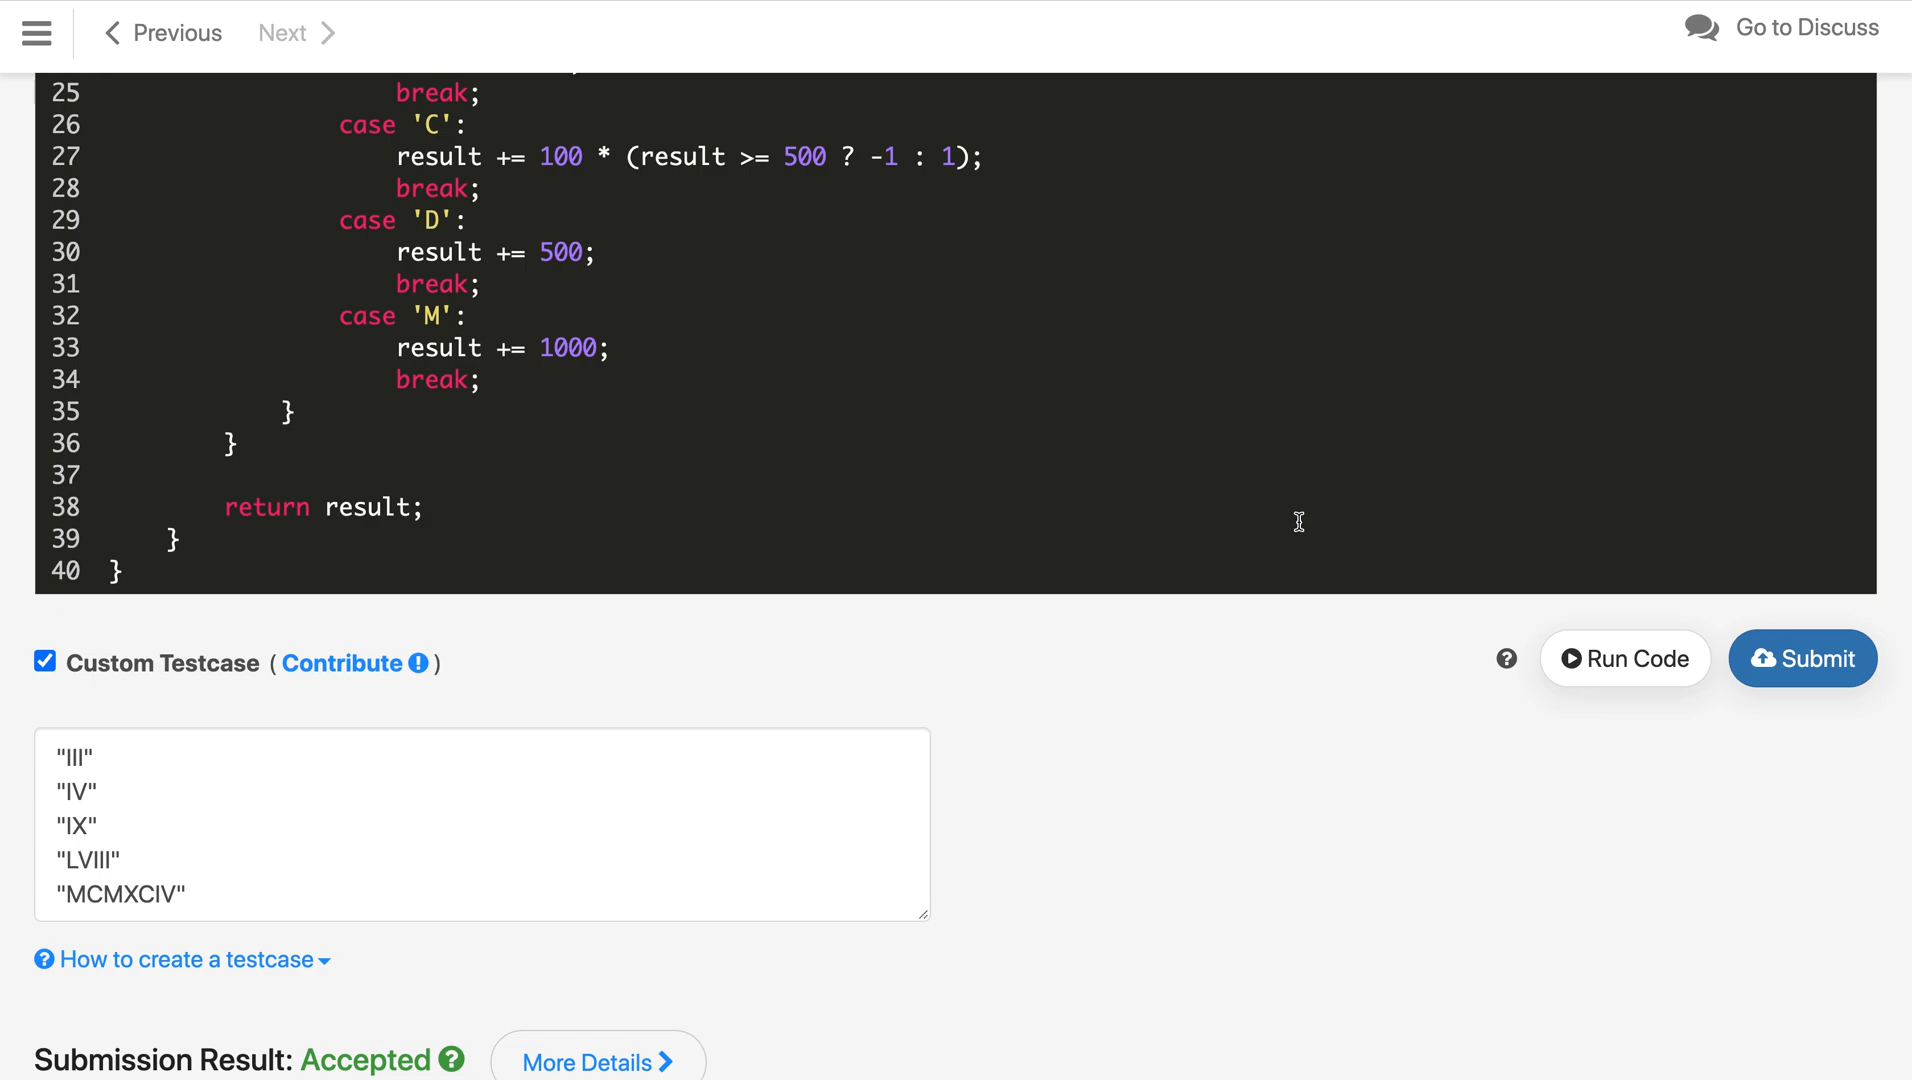 Previous Next Go to Discuss
25 break;
26 case 'C':
27 result += 100 * (result >= 500 ? -1 : 1);
28 break;
29 case 'D':
30 result += 500;
31 break;
32 case 'M':
33 result += 1000;
34 break;
35 }
36 }
37
38 return result;
39 }
40 }
Custom Testcase ( Contribute ! )
? Run Code Submit
"III"
"IV"
"IX"
"LVIII"
"MCMXCIV"
? How to create a testcase
Submission Result: Accepted ? More Details